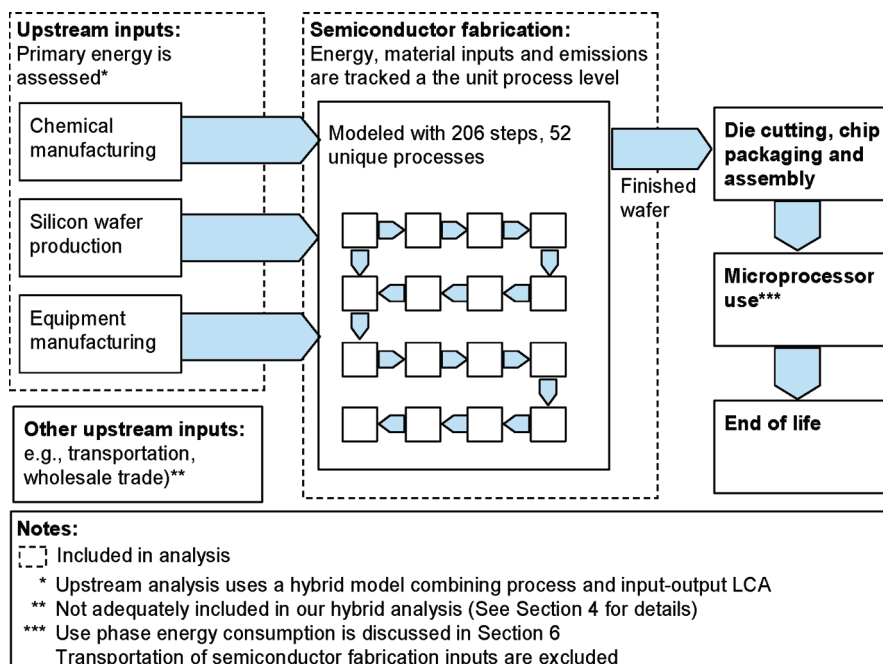 Upstream inputs:
Primary energy is
assessed*
Chemical
manufacturing
Silicon wafer
production
Equipment
manufacturing
Other upstream inputs:
e.g., transportation,
wholesale trade)**
Semiconductor fabrication:
Energy, material inputs and emissions
are tracked a the unit process level
Modeled with 206 steps, 52
unique processes
Finished
wafer
Die cutting, chip
packaging and
assembly
Microprocessor
use***
End of life
Notes:
Included in analysis
* Upstream analysis uses a hybrid model combining process and input-output LCA
** Not adequately included in our hybrid analysis (See Section 4 for details)
*** Use phase energy consumption is discussed in Section 6
Transportation of semiconductor fabrication inputs are excluded